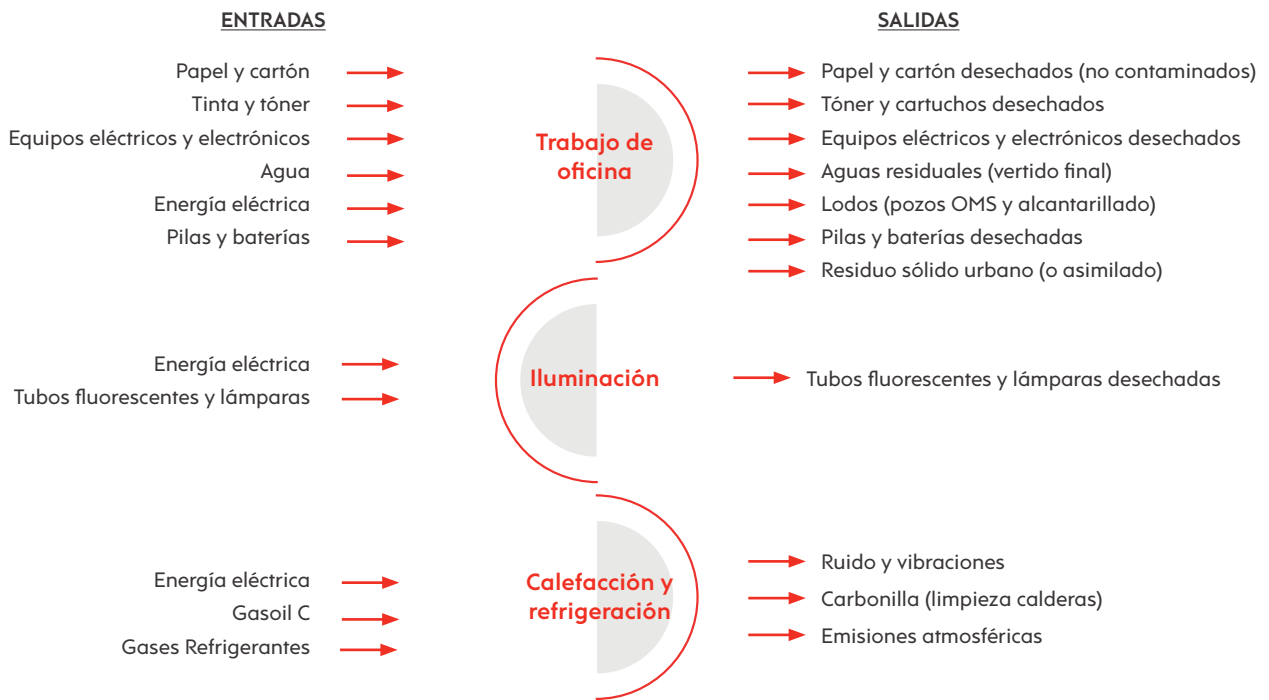 ENTRADAS
SALIDAS
Papel y cartón
Tinta y tóner
Equipos eléctricos y electrónicos
Agua
Energía eléctrica
Pilas y baterías
Trabajo de
oficina
Papel y cartón desechados (no contaminados)
Tóner y cartuchos desechados
Equipos eléctricos y electrónicos desechados
Aguas residuales (vertido final)
Lodos (pozos OMS y alcantarillado)
Pilas y baterías desechadas
Residuo sólido urbano (o asimilado)
Energía eléctrica
Tubos fluorescentes y lámparas
Iluminación
Tubos fluorescentes y lámparas desechadas
Energía eléctrica
Gasoil C
Gases Refrigerantes
Calefacción y
refrigeración
Ruido y vibraciones
Carbonilla (limpieza calderas)
Emisiones atmosféricas